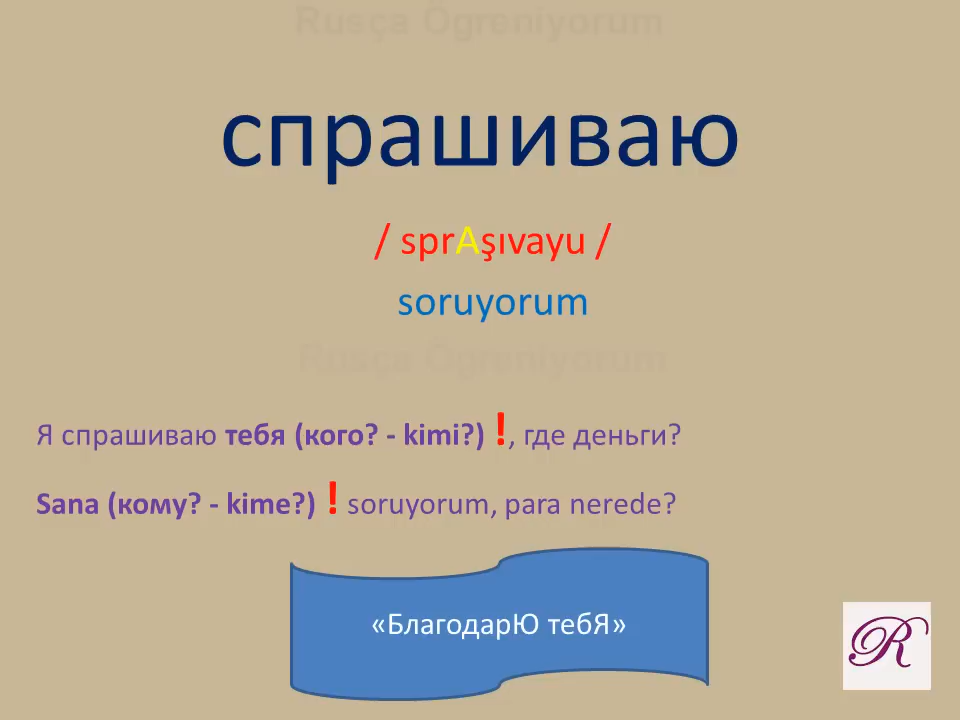 Rusça Ogreniyorum
спрашиваю
/ sprAşıvayu /
soruyorum
Rusça Ogreniyorum
Я спрашиваю тебя (кого? - kimi?) !, где деньги?
Sana (кому? - kime?) ! soruyorum, para nerede?
«БлагодарЮ тебЯ»
R